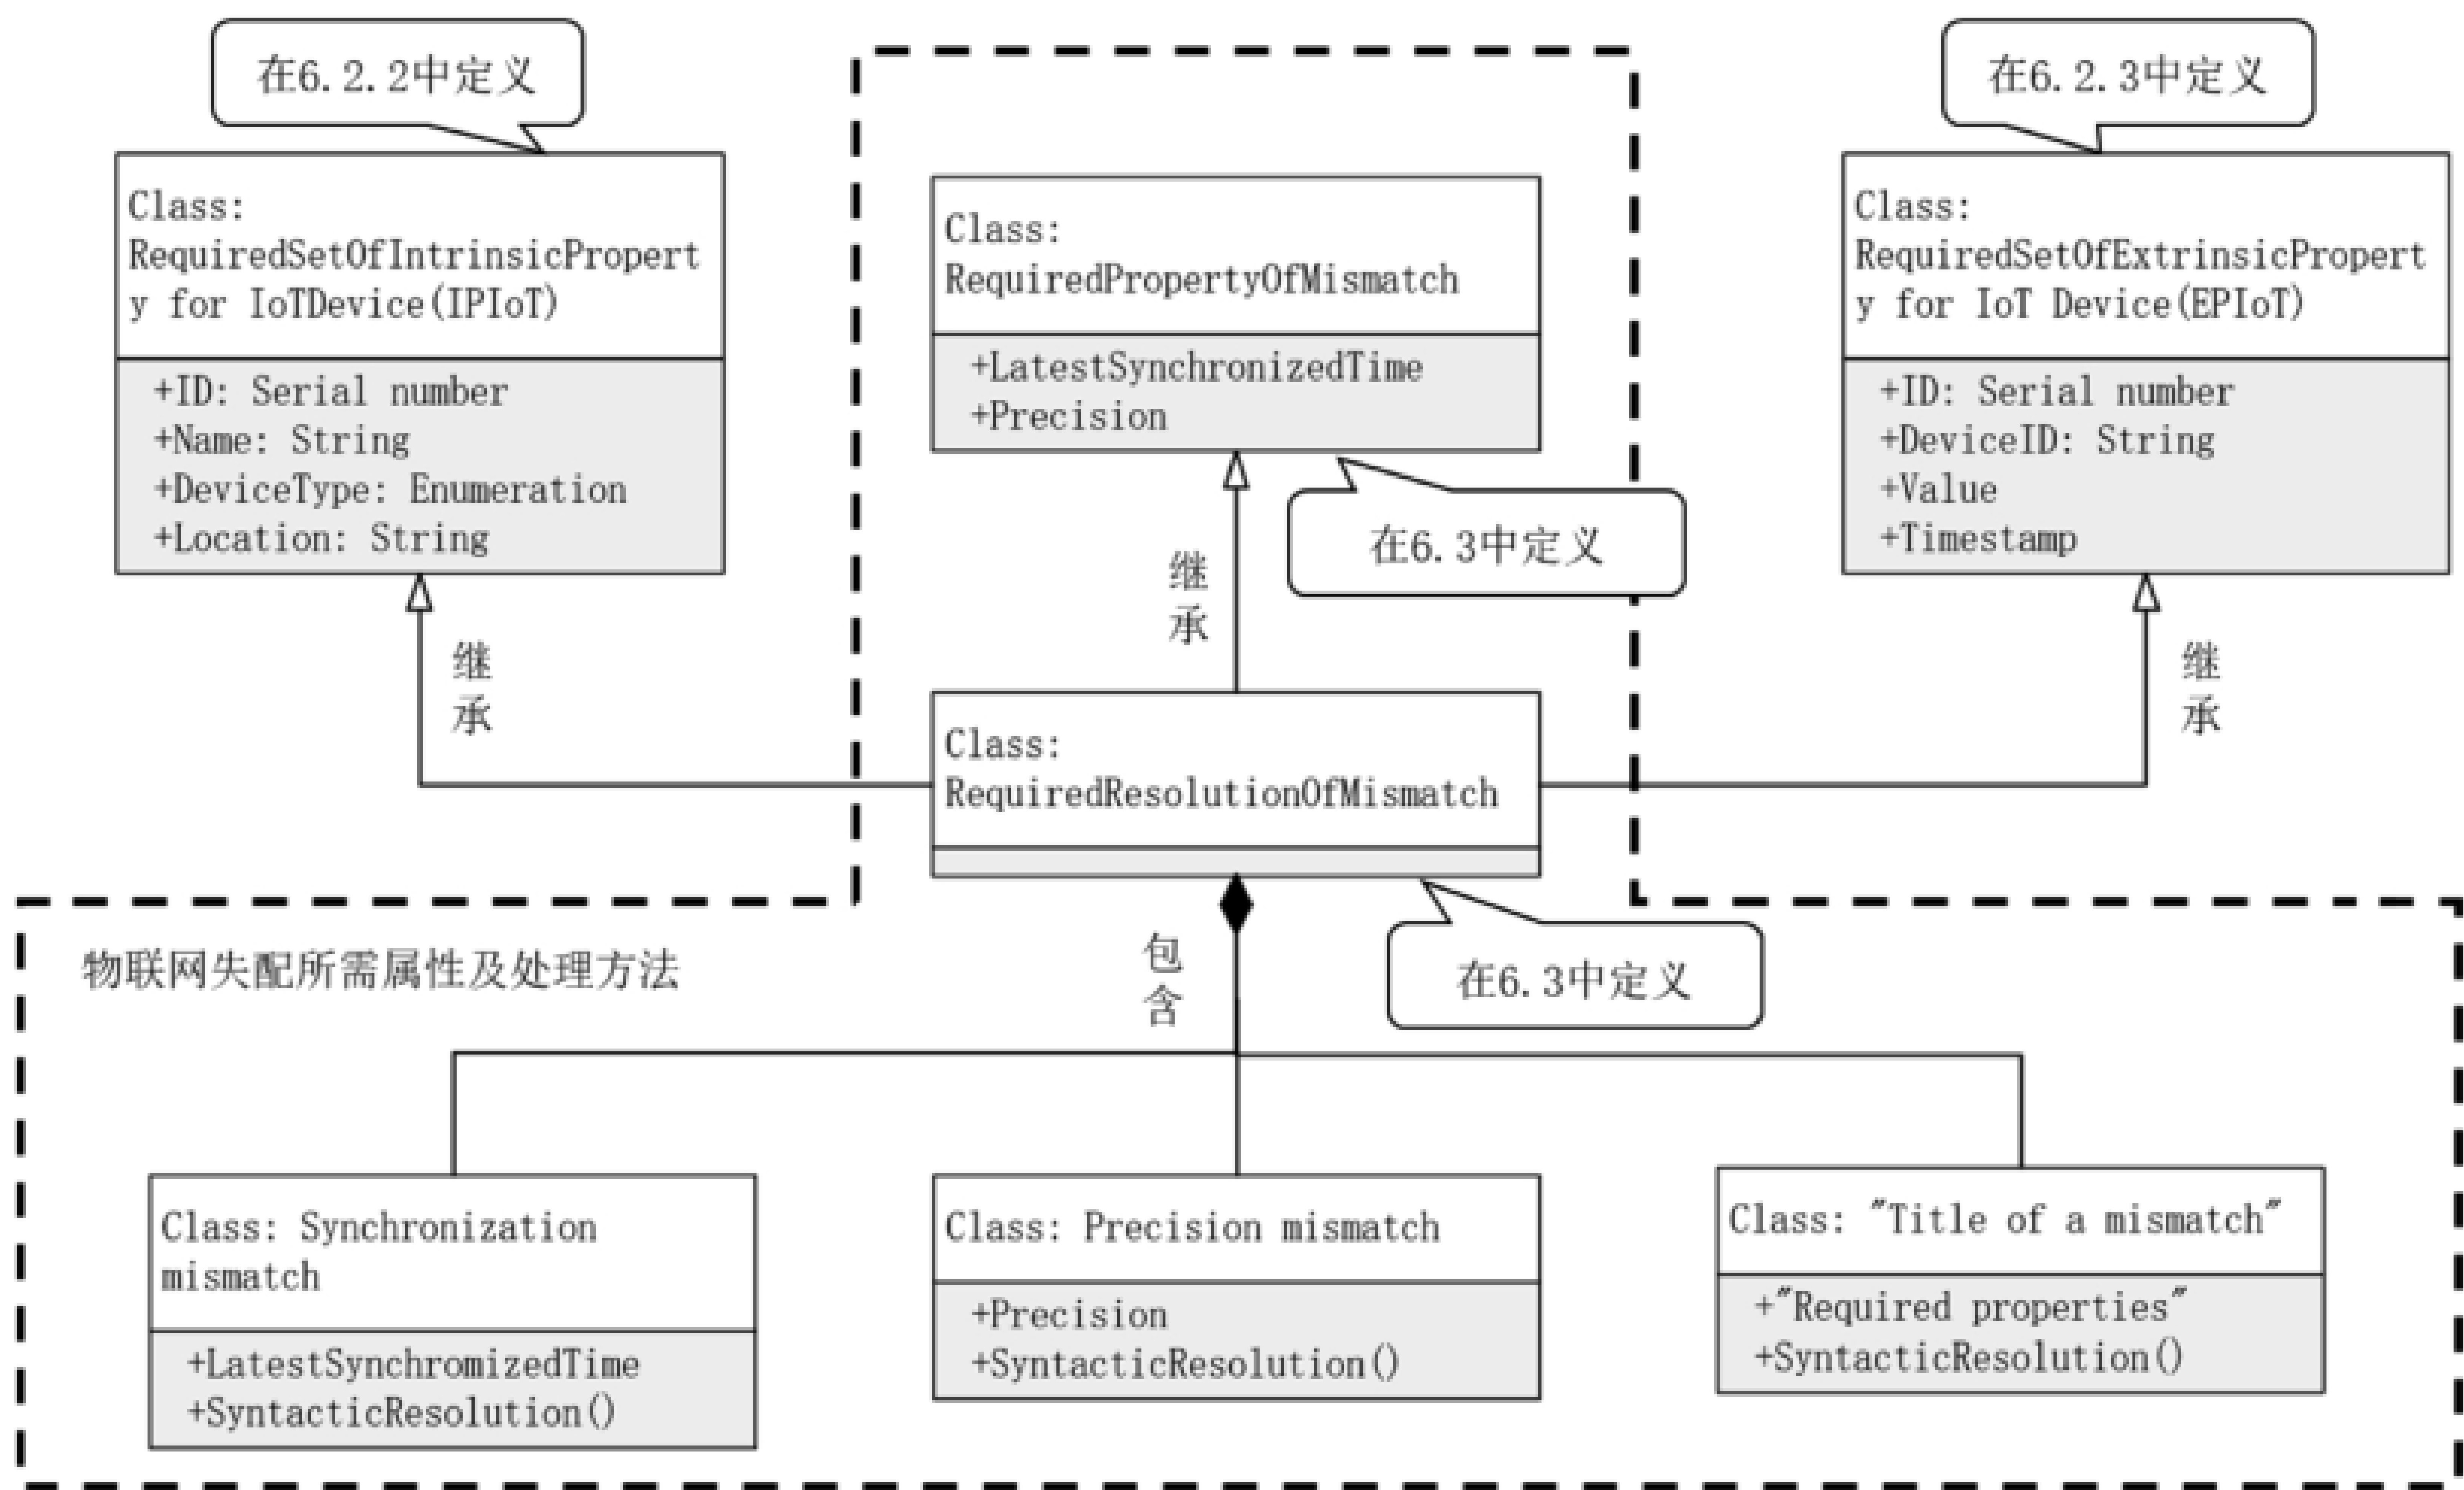 在6.2.2中定义
在6.2.3中定义
Class:
RequiredSetOfIntrinsicPropert
y for IoTDevice(IPIoT)
+ID: Serial number
+Name: String
+DeviceType: Enumeration
+Location: String
Class:
RequiredPropertyOfMismatch
+LatestSynchronizedTime
+Precision
在6.3中定义
Class:
RequiredSetOfExtrinsicPropert
y for IoT Device(EPIoT)
+ID: Serial number
+DeviceID: String
+Value
+Timestamp
继
承
继
承
继
承
Class:
RequiredResolutionOfMismatch
在6.3中定义
包
含
物联网失配所需属性及处理方法
Class: Synchronization
mismatch
+LatestSynchromizedTime
+SyntacticResolution()
Class: Precision mismatch
+Precision
+SyntacticResolution()
Class: "Title of a mismatch"
+"Required properties"
+SyntacticResolution()